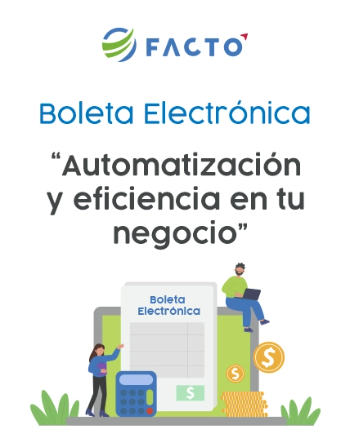 FACTO
Boleta Electrónica
“Automatización
y eficiencia en tu
negocio”
Boleta
Electrónica
$
$
$